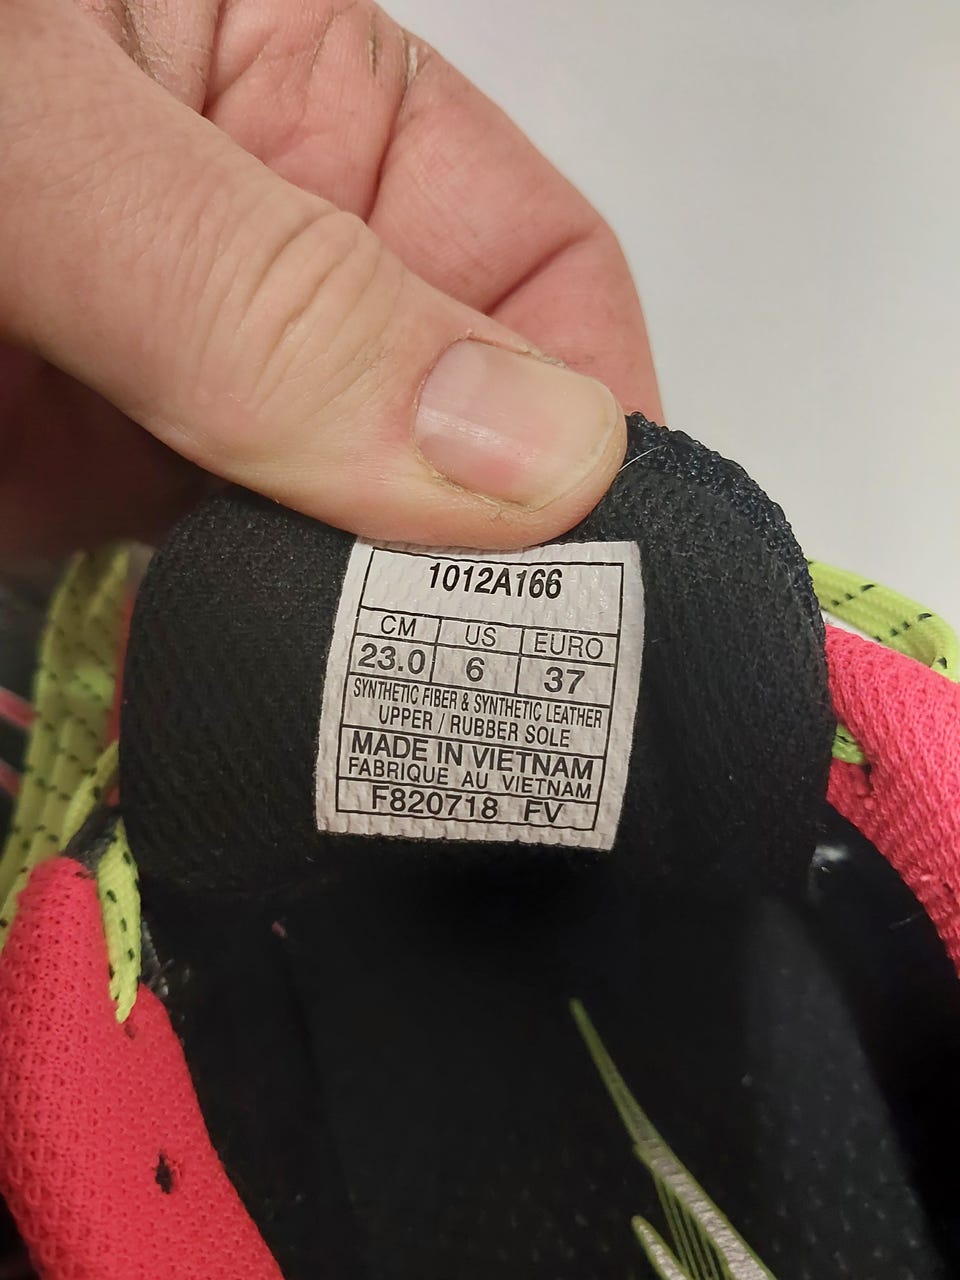 1012A166
CM US EURO
23.0 6 37
SYNTHETIC FIBER & SYNTHETIC LEATHER
UPPER / RUBBER SOLE
MADE IN VIETNAM
FABRIQUE AU VIETNAM
F820718 FV